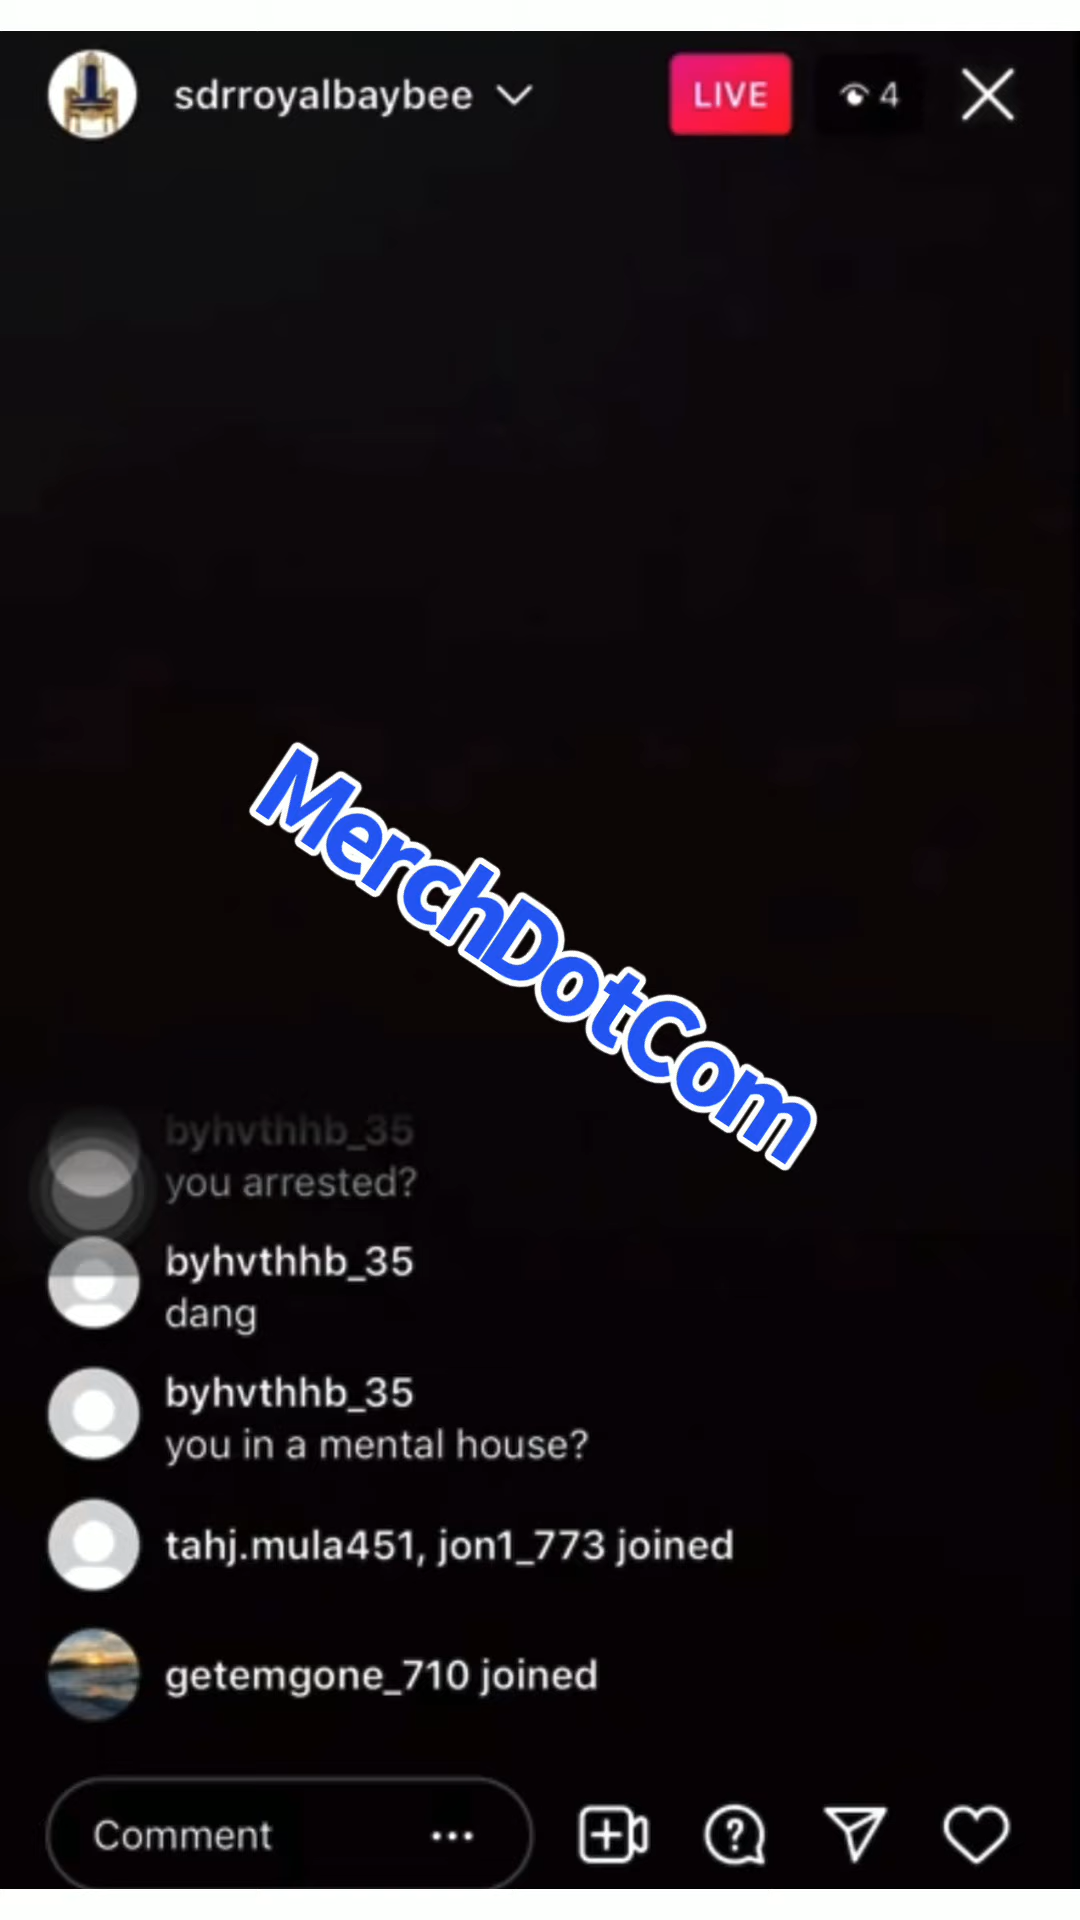 sdrroyalbaybee
LIVE
4
MerchDotCom
byhvthhb_35
you arrested?
byhvthhb_35
dang
byhvthhb_35
you in a mental house?
tahj.mula451, jon1_773 joined
getemgone_710 joined
Comment